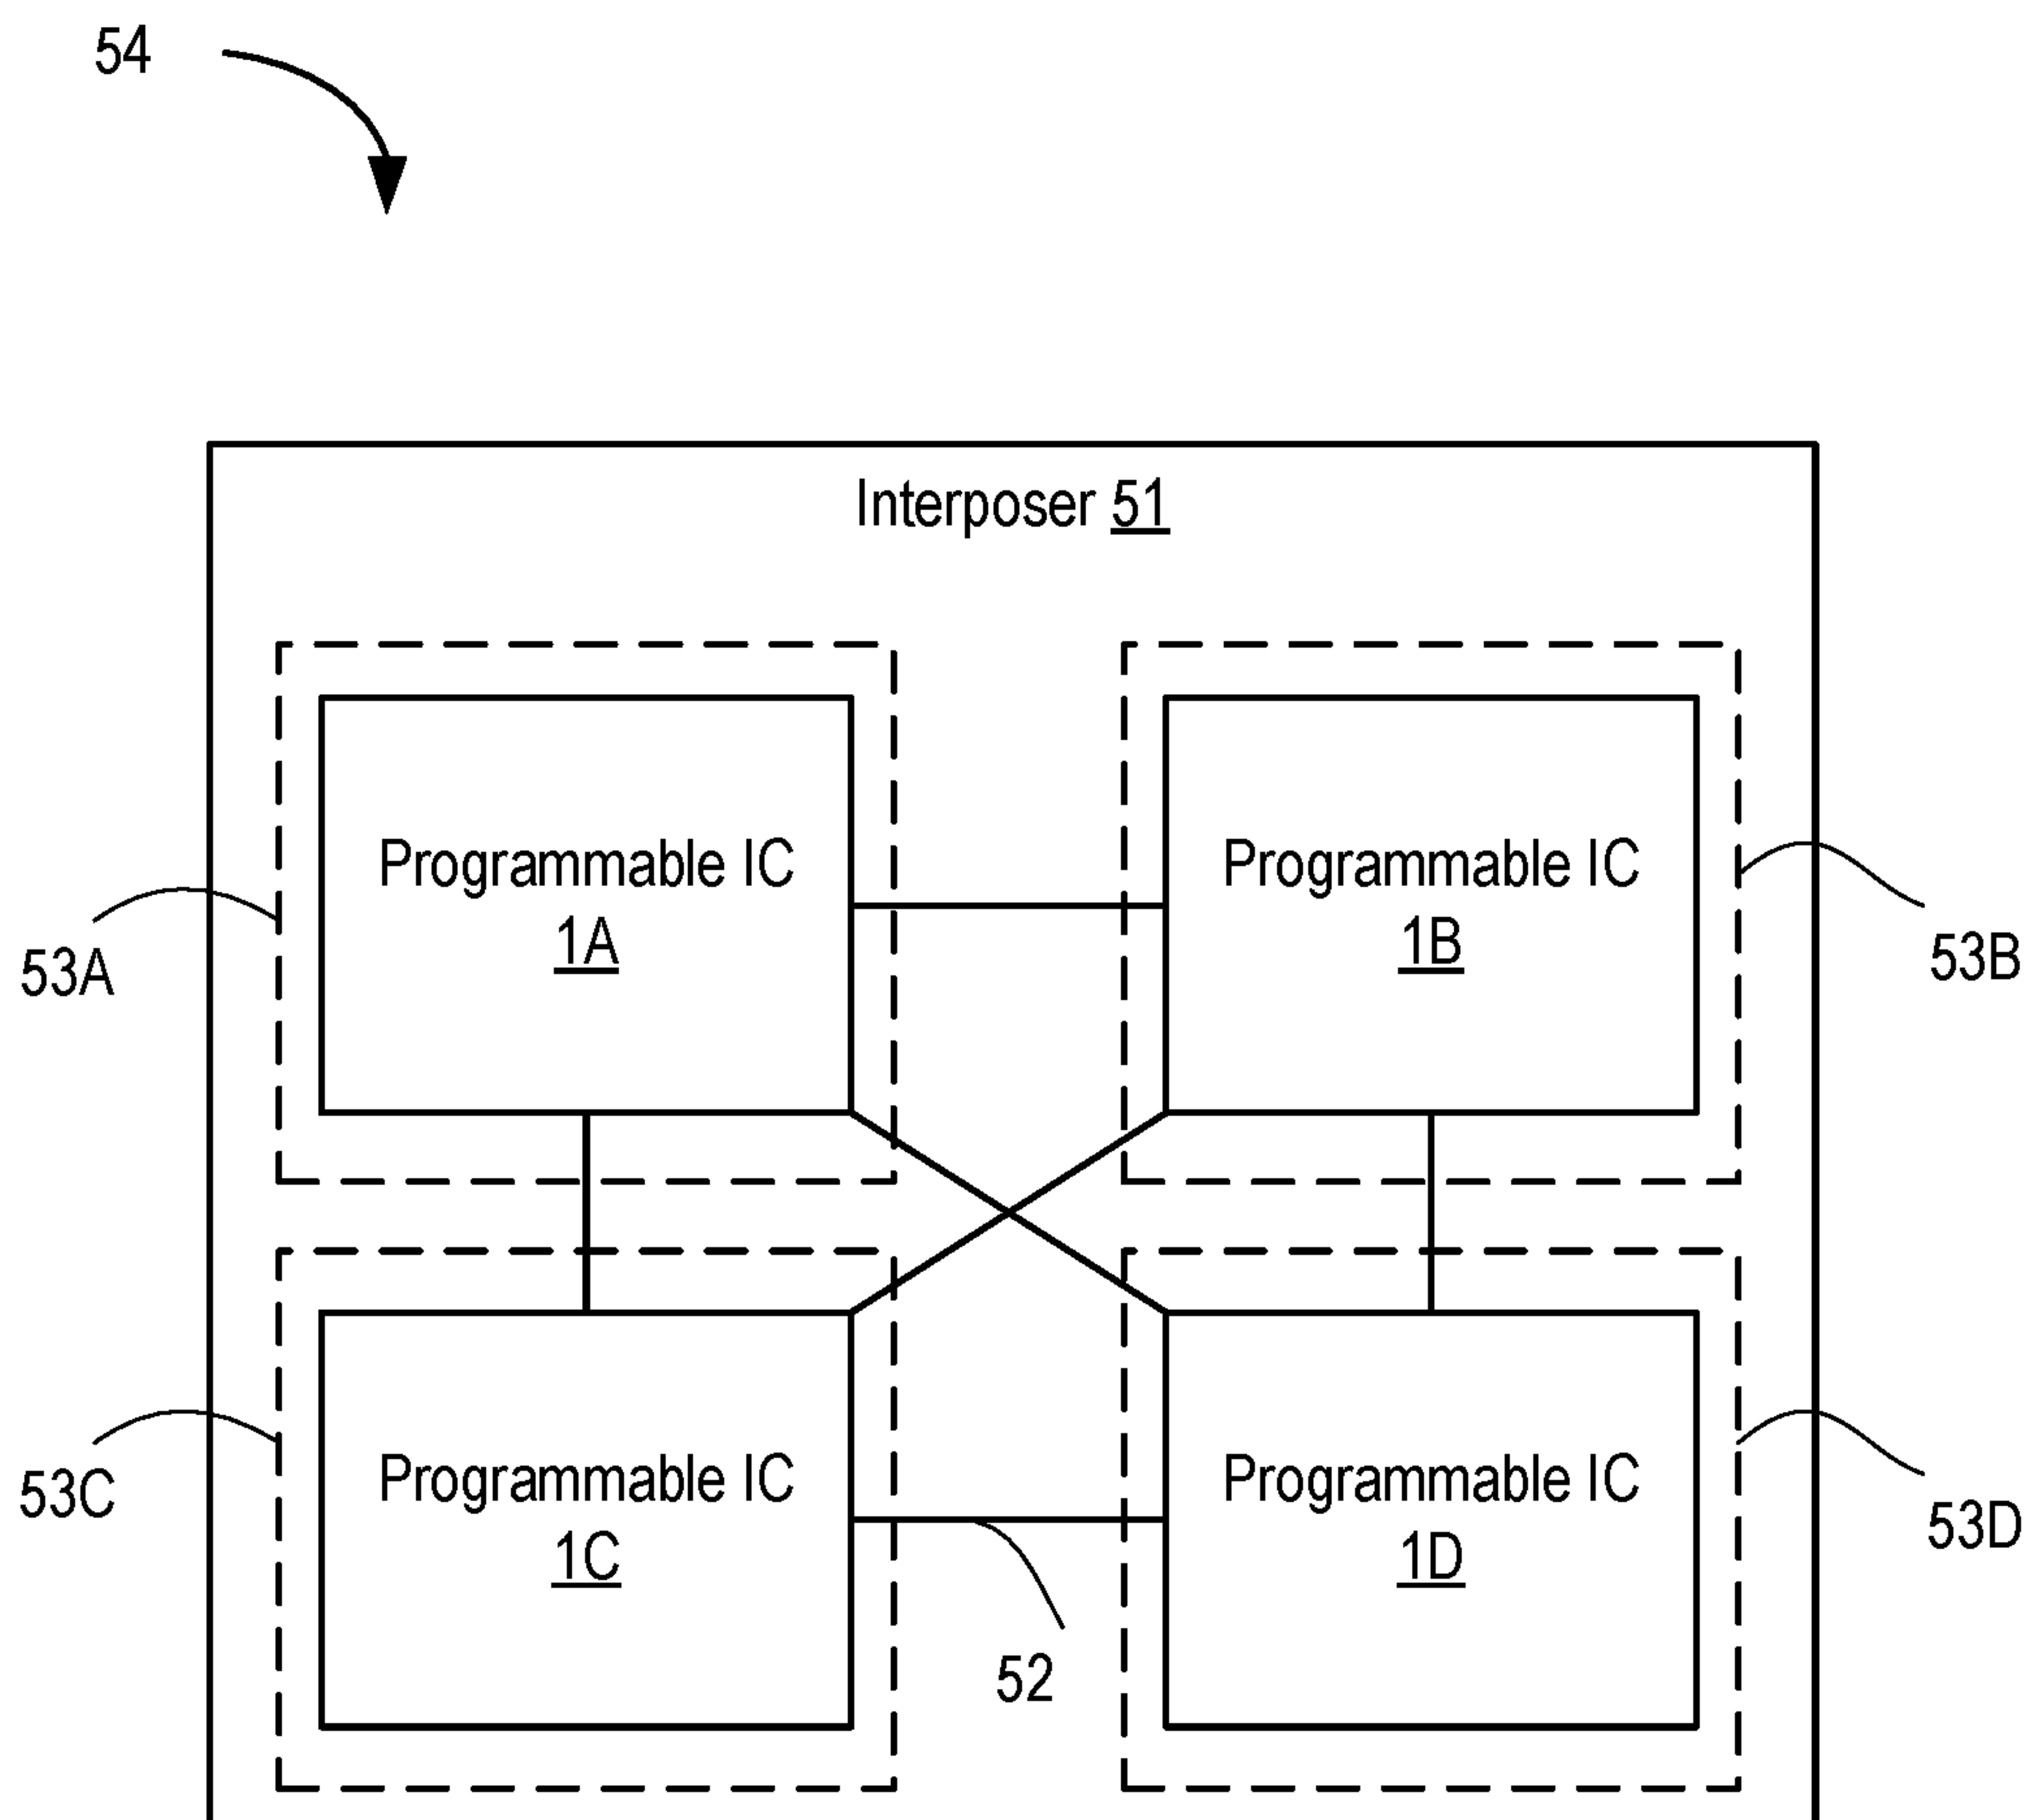 54
Interposer 51
Programmable IC
1A
Programmable IC
1B
53A
53B
Programmable IC
1C
Programmable IC
1D
53C
53D
52